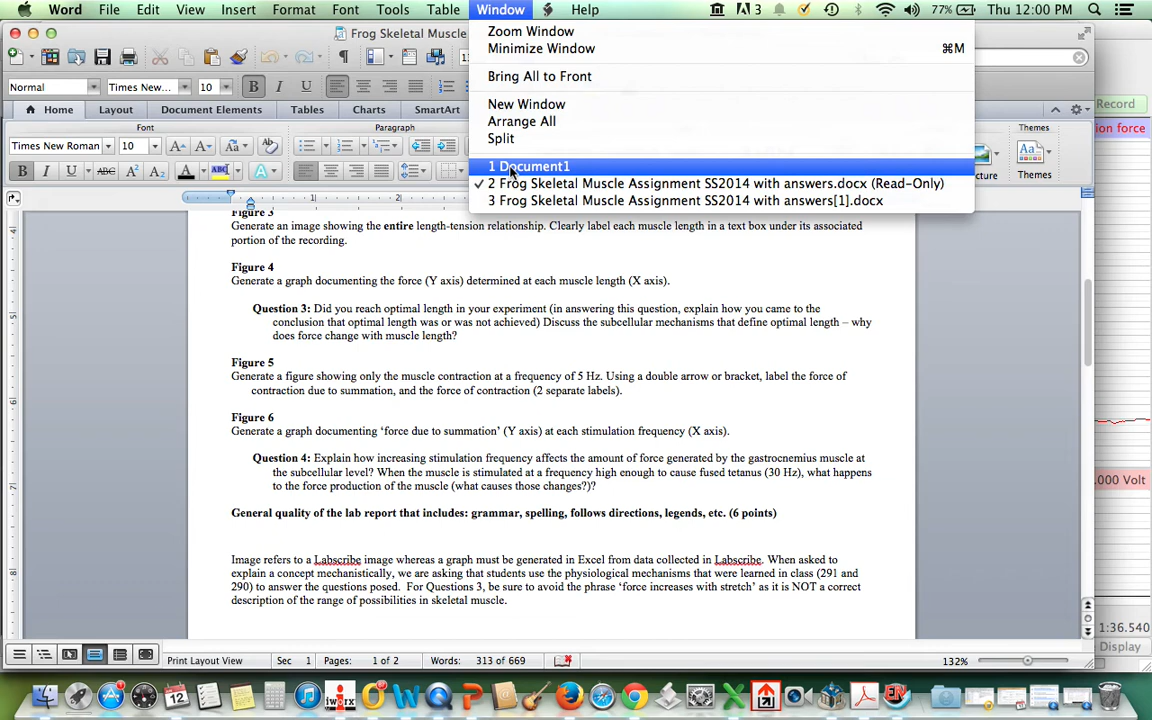 File Edit View Insert Format Font Tools Table Window Help 3 77% Thu 12:00 PM
Frog Skeletal Muscle
Zoom Window
Minimize Window ⌘M
Bring All to Front
New Window
Arrange All
Split
1 Document1
✓ 2 Frog Skeletal Muscle Assignment SS2014 with answers.docx (Read-Only)
3 Frog Skeletal Muscle Assignment SS2014 with answers[1].docx
Normal Times New... 10 B I U
Home Layout Document Elements Tables Charts SmartArt
Font Paragraph Themes
Times New Roman 10 A A Aa
B I U ABC A² A₂ A ABC A
Themes
Record
ion force
Figure 3
Generate an image showing the entire length-tension relationship. Clearly label each muscle length in a text box under its associated
portion of the recording.
Figure 4
Generate a graph documenting the force (Y axis) determined at each muscle length (X axis).
Question 3: Did you reach optimal length in your experiment (in answering this question, explain how you came to the
conclusion that optimal length was or was not achieved) Discuss the subcellular mechanisms that define optimal length – why
does force change with muscle length?
Figure 5
Generate a figure showing only the muscle contraction at a frequency of 5 Hz. Using a double arrow or bracket, label the force of
contraction due to summation, and the force of contraction (2 separate labels).
Figure 6
Generate a graph documenting ‘force due to summation’ (Y axis) at each stimulation frequency (X axis).
Question 4: Explain how increasing stimulation frequency affects the amount of force generated by the gastrocnemius muscle at
the subcellular level? When the muscle is stimulated at a frequency high enough to cause fused tetanus (30 Hz), what happens
to the force production of the muscle (what causes those changes?)?
General quality of the lab report that includes: grammar, spelling, follows directions, legends, etc. (6 points)
Image refers to a Labscribe image whereas a graph must be generated in Excel from data collected in Labscribe. When asked to
explain a concept mechanistically, we are asking that students use the physiological mechanisms that were learned in class (291 and
290) to answer the questions posed. For Questions 3, be sure to avoid the phrase ‘force increases with stretch’ as it is NOT a correct
description of the range of possibilities in skeletal muscle.
.000 Volt
1:36.540
Display
Print Layout View Sec 1 Pages: 1 of 2 Words: 313 of 669 132%
iworx
EN